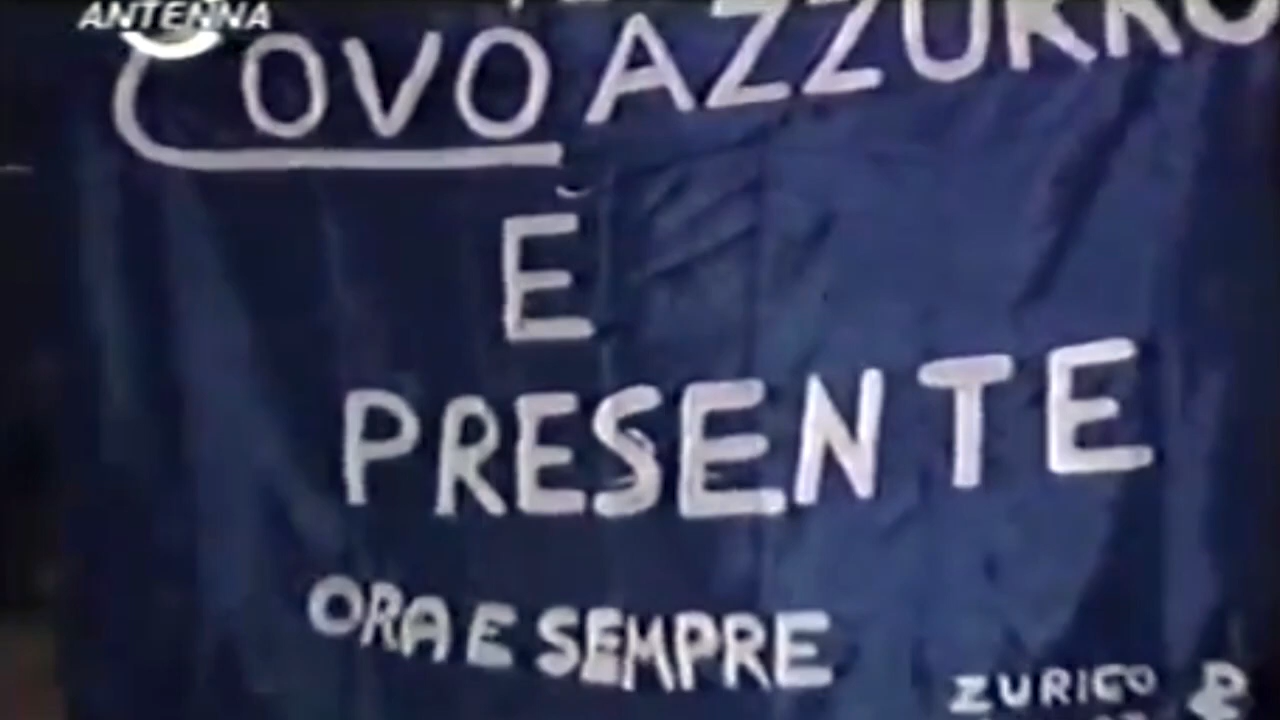 ANTENNA
COVO AZZURRO
È
PRESENTE
ORA E SEMPRE
ZURIGO